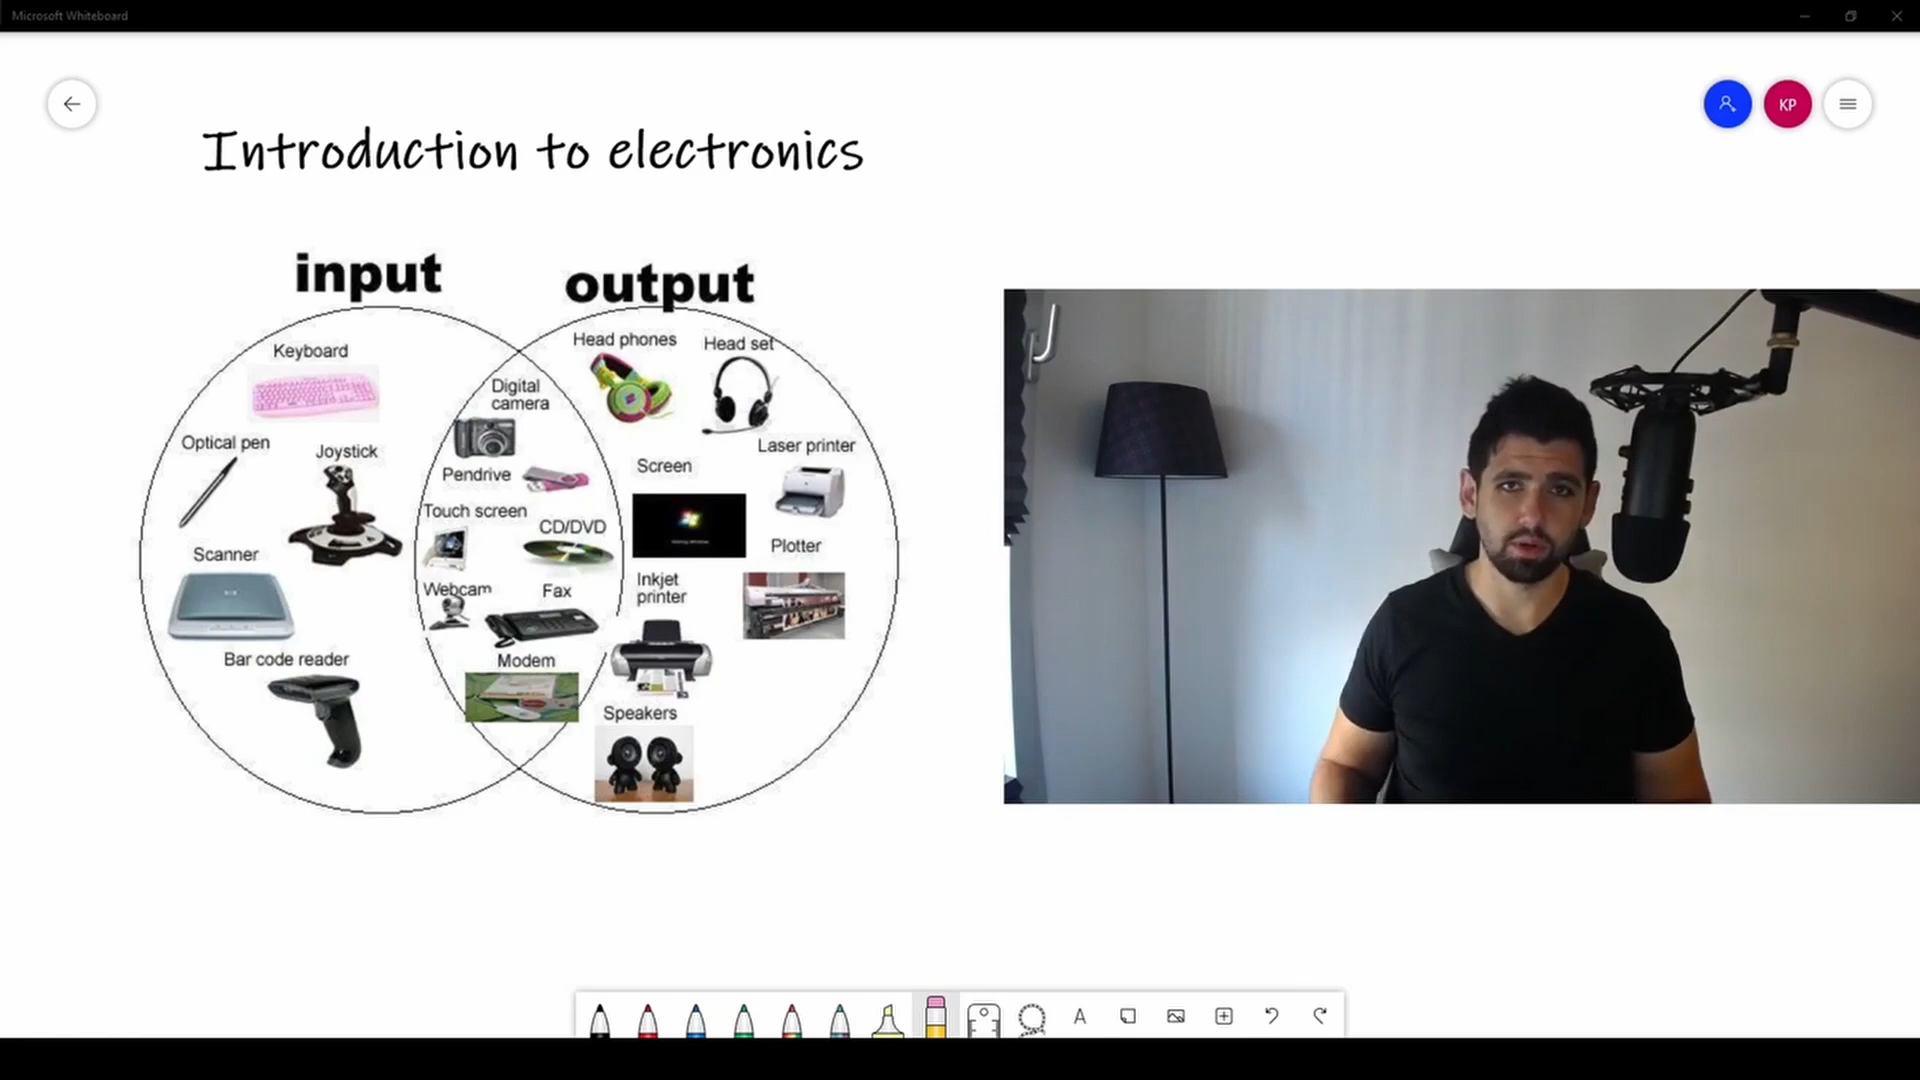 Microsoft Whiteboard
KP
Introduction to electronics
input
output
Keyboard
Optical pen
Joystick
Scanner
Bar code reader
Digital
camera
Pendrive
Touch screen
CD/DVD
Webcam
Fax
Modem
Head phones
Head set
Screen
Laser printer
Plotter
Inkjet
printer
Speakers
A